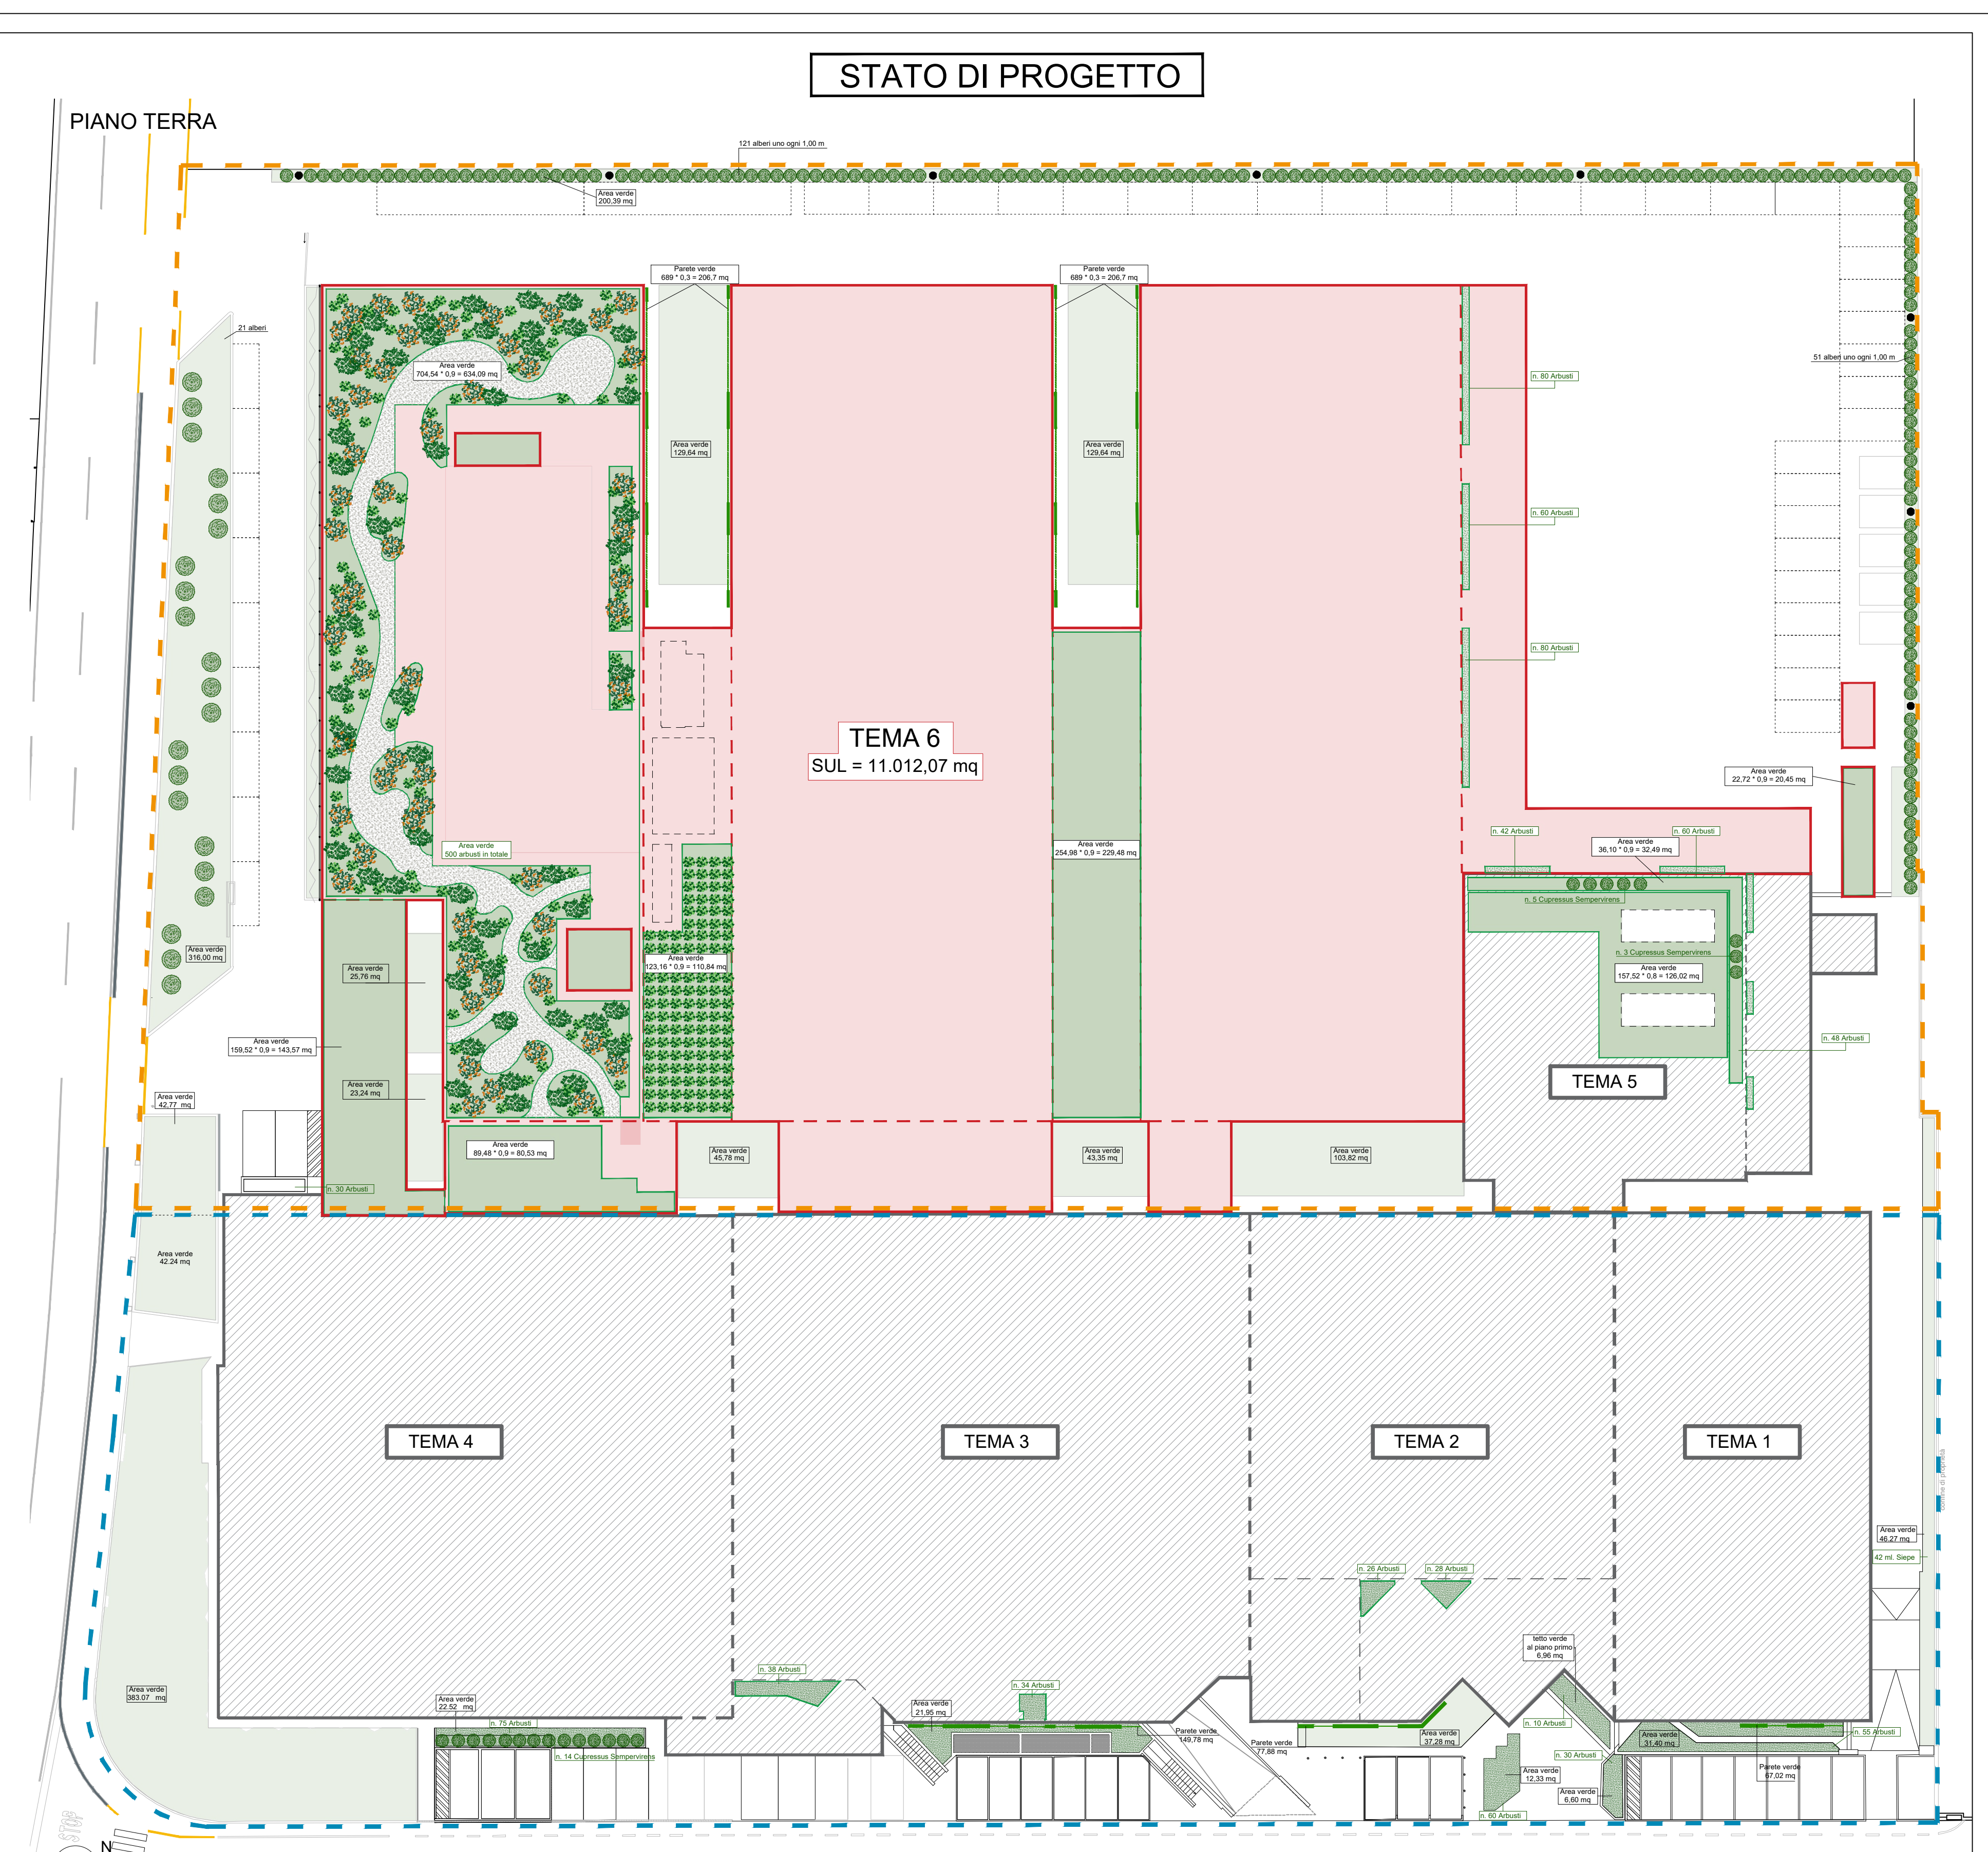 STATO DI PROGETTO
PIANO TERRA
121 alberi uno ogni 1,00 m
Area verde
200,39 mq
Parete verde
689 * 0,3 = 206,7 mq
Parete verde
689 * 0,3 = 206,7 mq
21 alberi
51 alberi uno ogni 1,00 m
Area verde
704,54 * 0,9 = 634,09 mq
n. 80 Arbusti
Area verde
129,64 mq
Area verde
129,64 mq
n. 60 Arbusti
n. 80 Arbusti
TEMA 6
SUL = 11.012,07 mq
Area verde
22,72 * 0,9 = 20,45 mq
n. 42 Arbusti
n. 60 Arbusti
Area verde
36,10 * 0,9 = 32,49 mq
Area verde
500 arbusti in totale
Area verde
254,98 * 0,9 = 229,48 mq
n. 5 Cupressus Sempervirens
Area verde
316,00 mq
n. 3 Cupressus Sempervirens
Area verde
25,76 mq
Area verde
123,16 * 0,9 = 110,84 mq
Area verde
157,52 * 0,8 = 126,02 mq
Area verde
159,52 * 0,9 = 143,57 mq
n. 48 Arbusti
TEMA 5
Area verde
23,24 mq
Area verde
42,77 mq
Area verde
89,48 * 0,9 = 80,53 mq
Area verde
45,78 mq
Area verde
43,35 mq
Area verde
103,82 mq
n. 30 Arbusti
Area verde
42.24 mq
TEMA 4
TEMA 3
TEMA 2
TEMA 1
confine di proprietà
Area verde
46.27 mq
42 ml. Siepe
n. 26 Arbusti
n. 28 Arbusti
tetto verde
al piano primo
6,96 mq
n. 38 Arbusti
n. 34 Arbusti
Area verde
383.07 mq
Area verde
22,52 mq
Area verde
21,95 mq
n. 75 Arbusti
n. 10 Arbusti
n. 55 Arbusti
Parete verde
149,78 mq
Area verde
37,28 mq
Area verde
31,40 mq
Parete verde
77,88 mq
n. 14 Cupressus Sempervirens
n. 30 Arbusti
Area verde
12,33 mq
Parete verde
67,02 mq
Area verde
6,60 mq
n. 60 Arbusti
STOP
N